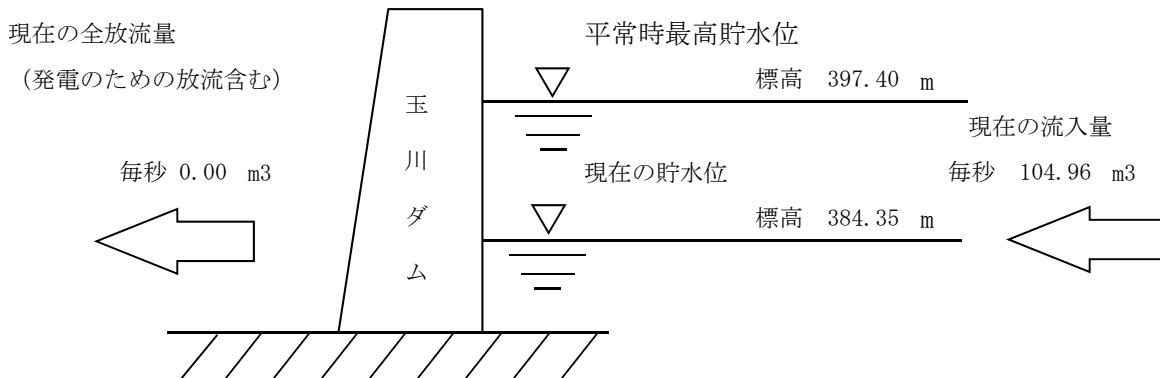 現在の全放流量
(発電のための放流含む)
毎秒 0.00 m3
玉川ダム
平常時最高貯水位
標高 397.40 m
現在の貯水位
標高 384.35 m
現在の流入量
毎秒 104.96 m3